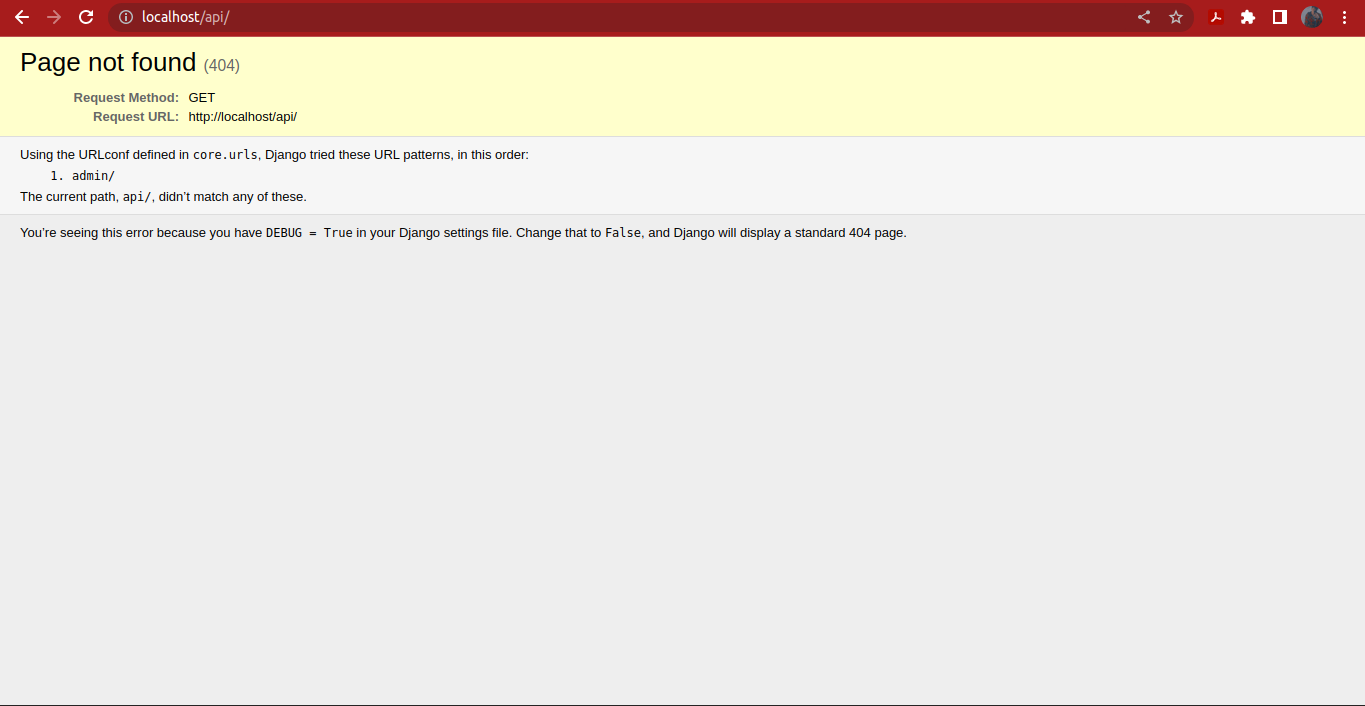 localhost/api/
Page not found (404)
Request Method: GET
Request URL: http://localhost/api/
Using the URLconf defined in core.urls, Django tried these URL patterns, in this order:
1. admin/
The current path, api/, didn’t match any of these.
You’re seeing this error because you have DEBUG = True in your Django settings file. Change that to False, and Django will display a standard 404 page.